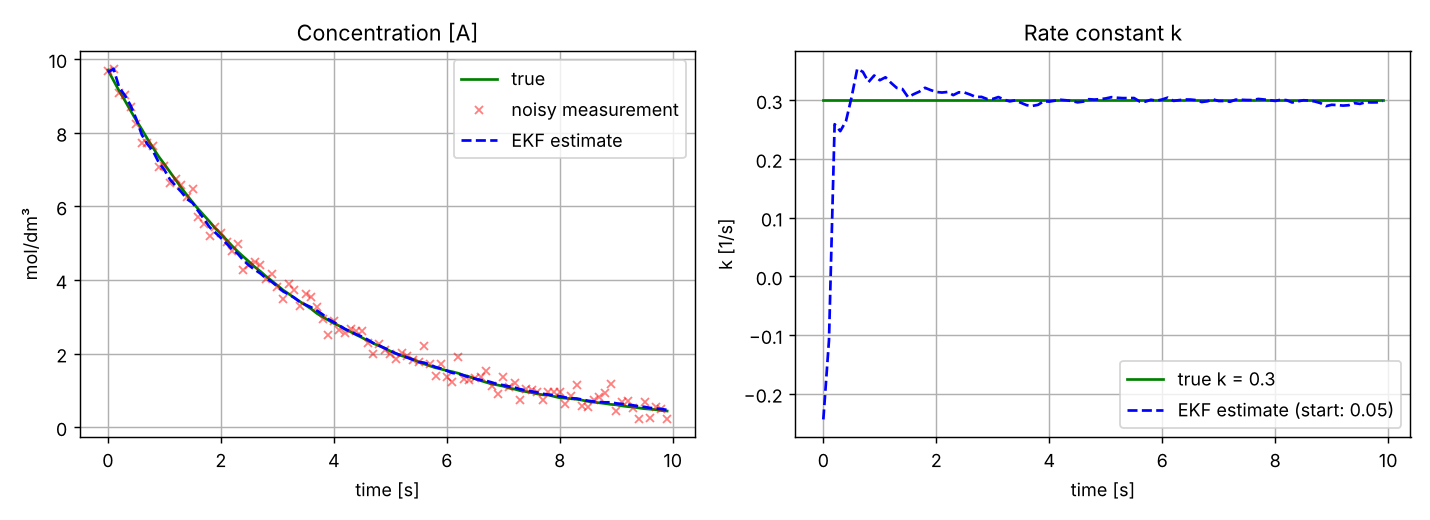 Concentration [A]
10
8
6
4
2
0
mol/dm³
true
noisy measurement
EKF estimate
0
2
4
6
8
10
time [s]
Rate constant k
0.3
0.2
0.1
0.0
−0.1
−0.2
k [1/s]
true k = 0.3
EKF estimate (start: 0.05)
0
2
4
6
8
10
time [s]